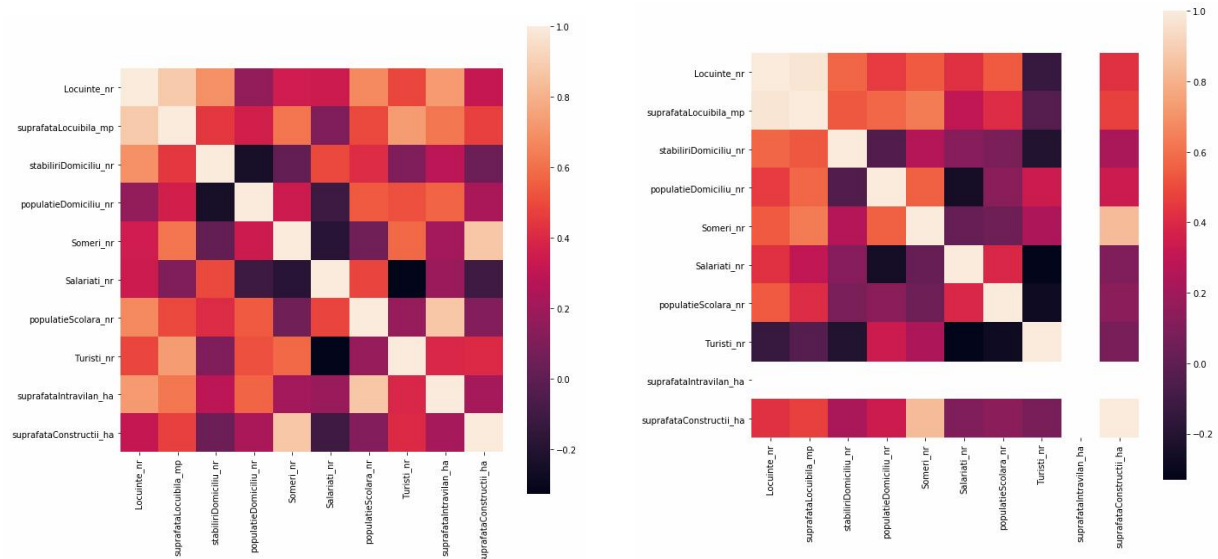 Locuinte_nr
suprafataLocuibila_mp
stabiliriDomiciliu_nr
populatieDomiciliu_nr
Someri_nr
Salariati_nr
populatieScolara_nr
Turisti_nr
suprafataIntravilan_ha
suprafataConstructii_ha
Locuinte_nr
suprafataLocuibila_mp
stabiliriDomiciliu_nr
populatieDomiciliu_nr
Someri_nr
Salariati_nr
populatieScolara_nr
Turisti_nr
suprafataIntravilan_ha
suprafataConstructii_ha
1.0
0.8
0.6
0.4
0.2
0.0
−0.2
Locuinte_nr
suprafataLocuibila_mp
stabiliriDomiciliu_nr
populatieDomiciliu_nr
Someri_nr
Salariati_nr
populatieScolara_nr
Turisti_nr
suprafataIntravilan_ha
suprafataConstructii_ha
Locuinte_nr
suprafataLocuibila_mp
stabiliriDomiciliu_nr
populatieDomiciliu_nr
Someri_nr
Salariati_nr
populatieScolara_nr
Turisti_nr
suprafataIntravilan_ha
suprafataConstructii_ha
1.0
0.8
0.6
0.4
0.2
0.0
−0.2